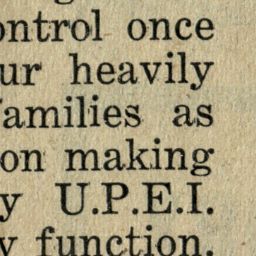 ontrol once
ur heavily
families as
on making
y U.P.E.I.
y function.